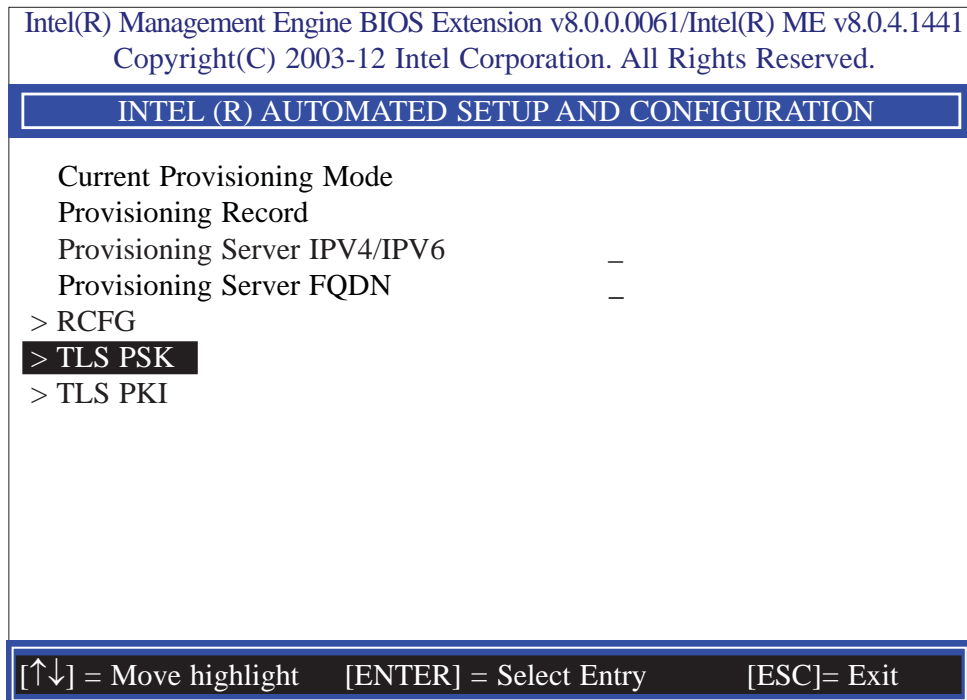 Intel(R) Management Engine BIOS Extension v8.0.0.0061/Intel(R) ME v8.0.4.1441
Copyright(C) 2003-12 Intel Corporation. All Rights Reserved.
INTEL (R) AUTOMATED SETUP AND CONFIGURATION
Current Provisioning Mode
Provisioning Record
Provisioning Server IPV4/IPV6 _
Provisioning Server FQDN _
> RCFG
> TLS PSK
> TLS PKI
[↑↓] = Move highlight [ENTER] = Select Entry [ESC]= Exit